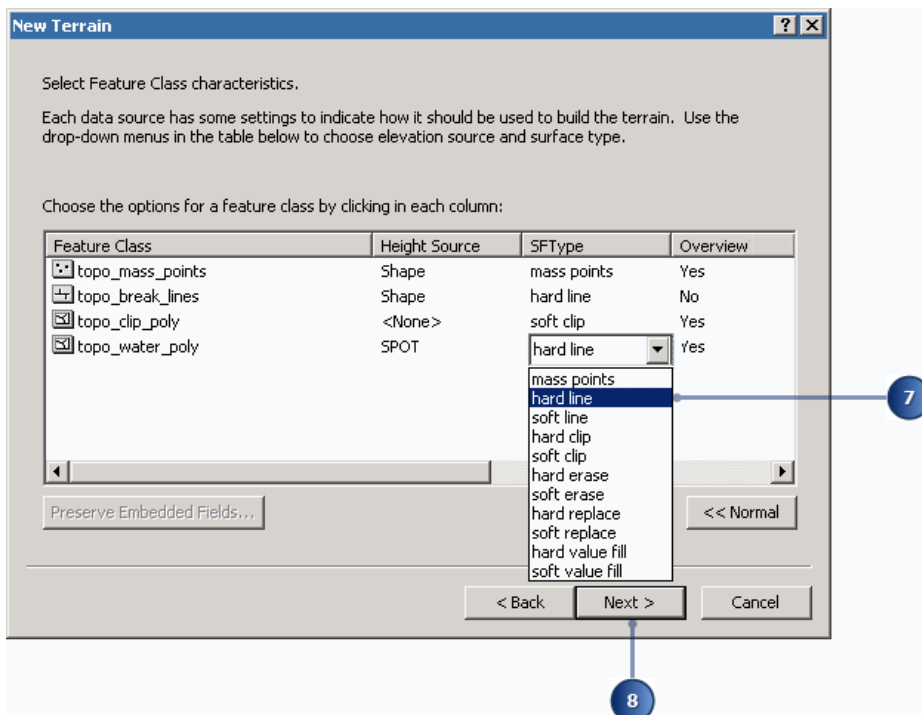 New Terrain
Select Feature Class characteristics.
Each data source has some settings to indicate how it should be used to build the terrain. Use the
drop-down menus in the table below to choose elevation source and surface type.
Choose the options for a feature class by clicking in each column:
Feature Class Height Source SFType Overview
topo_mass_points Shape mass points Yes
topo_break_lines Shape hard line No
topo_clip_poly <None> soft clip Yes
topo_water_poly SPOT hard line Yes
mass points
hard line
7
soft line
hard clip
soft clip
hard erase
soft erase
hard replace
soft replace
hard value fill
soft value fill
Preserve Embedded Fields... << Normal
< Back Next > Cancel
8